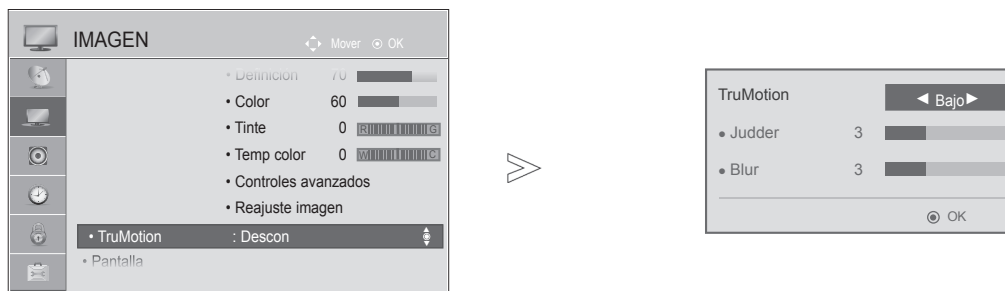 IMAGEN Mover OK
• Definición 70
• Color 60
• Tinte 0 R G
• Temp color 0 W C
• Controles avanzados
• Reajuste imagen
• TruMotion : Descon
• Pantalla
TruMotion ◄ Bajo►
• Judder 3
• Blur 3
OK